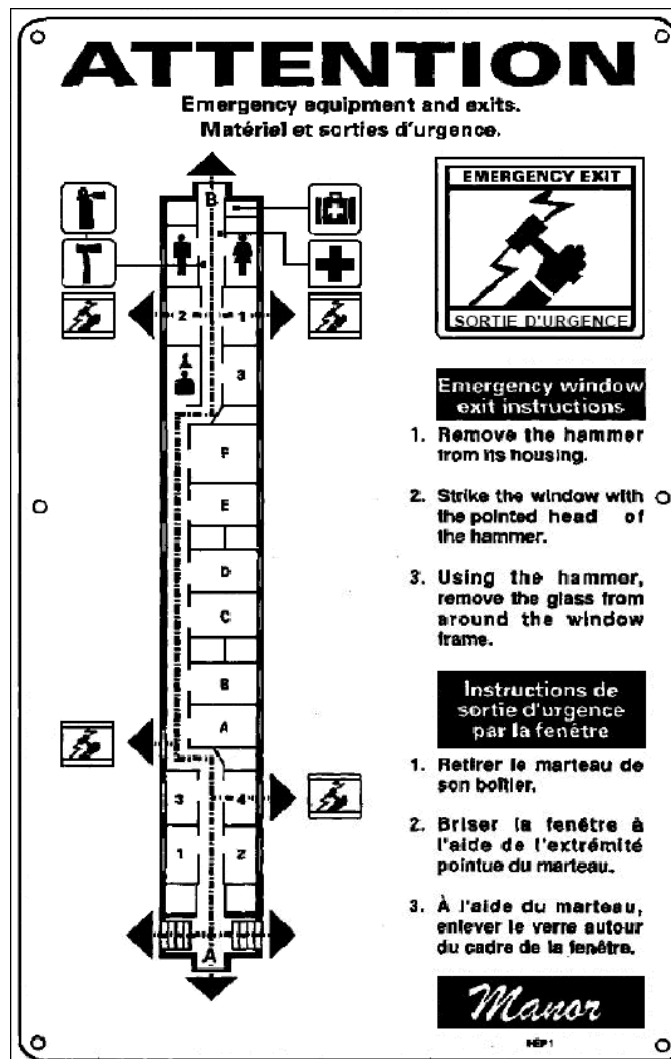 ATTENTION
Emergency equipment and exits.
Matériel et sorties d'urgence.
B
EMERGENCY EXIT
SORTIE D'URGENCE
2
1
3
F
E
D
C
B
A
3
4
1
2
A
Emergency window
exit instructions
1. Remove the hammer
from its housing.
2. Strike the window with
the pointed head of
the hammer.
3. Using the hammer,
remove the glass from
around the window
frame.
Instructions de
sortie d'urgence
par la fenêtre
1. Retirer le marteau de
son boîtier.
2. Briser la fenêtre à
l'aide de l'extrémité
pointue du marteau.
3. À l'aide du marteau,
enlever le verre autour
du cadre de la fenêtre.
Manor